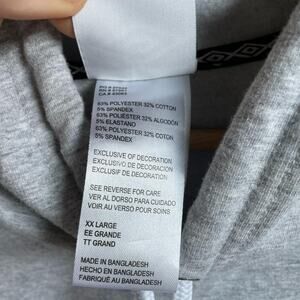 63% POLYESTER 32% COTTON
5% SPANDEX
63% POLIÉSTER 32% ALGODÓN
5% ELASTANO
63% POLYESTER 32% COTON
5% SPANDEX
EXCLUSIVE OF DECORATION
EXCLUSIVO DE DECORACIÓN
EXCLUSIF DE DECORATION
SEE REVERSE FOR CARE
VER AL DORSO PARA CUIDADO
VOIR AU VERSO POUR SOINS
XX LARGE
EE GRANDE
TT GRAND
MADE IN BANGLADESH
HECHO EN BANGLADESH
FABRIQUÉ AU BANGLADESH